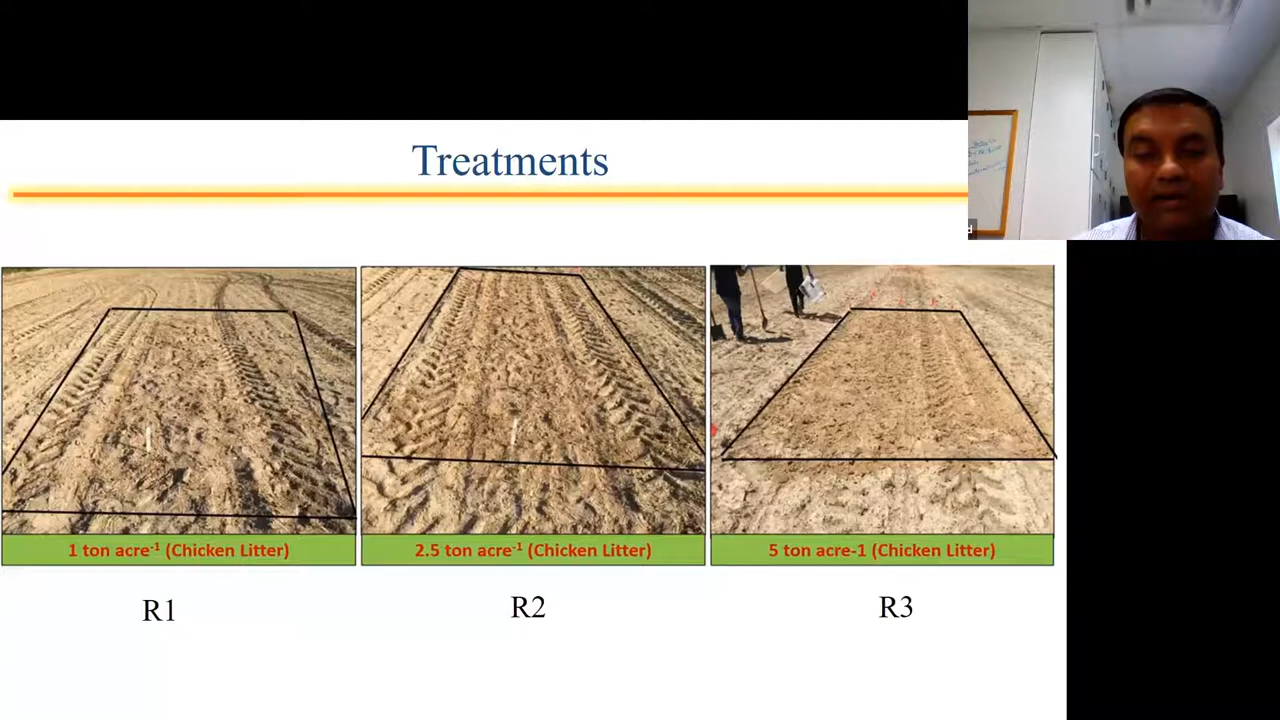 Treatments
1 ton acre⁻¹ (Chicken Litter)
2.5 ton acre⁻¹ (Chicken Litter)
5 ton acre-1 (Chicken Litter)
R1
R2
R3